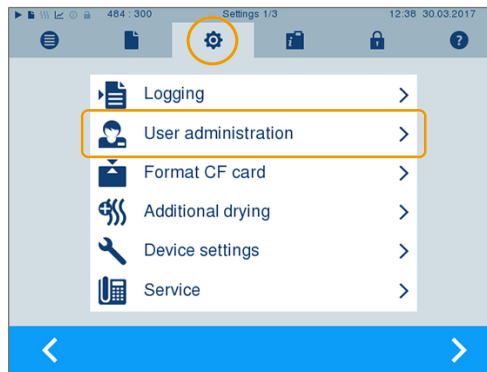 484 : 300 Settings 1/3 12:38 30.03.2017
Logging
User administration
Format CF card
Additional drying
Device settings
Service